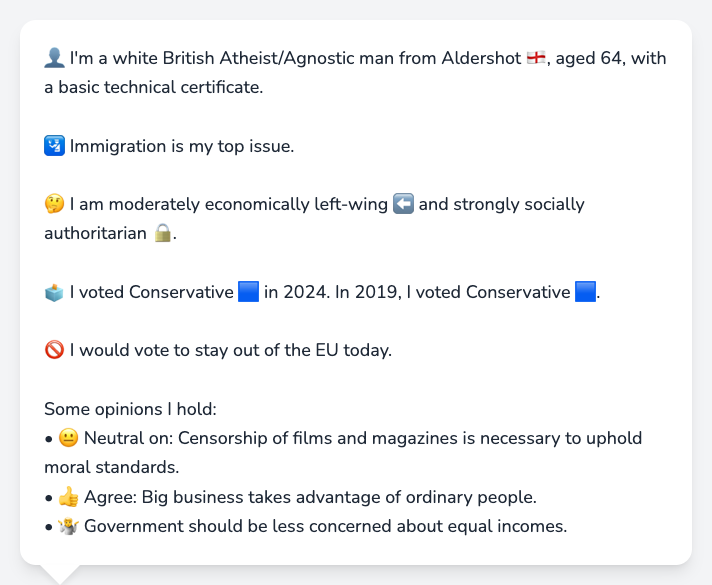 👤 I'm a white British Atheist/Agnostic man from Aldershot 🏴󠁧󠁢󠁥󠁮󠁧󠁿, aged 64, with
a basic technical certificate.
🛂 Immigration is my top issue.
🤔 I am moderately economically left-wing ⬅️ and strongly socially
authoritarian 🔒.
🗳️ I voted Conservative 🟦 in 2024. In 2019, I voted Conservative 🟦.
🚫 I would vote to stay out of the EU today.
Some opinions I hold:
• 😐 Neutral on: Censorship of films and magazines is necessary to uphold
moral standards.
• 👍 Agree: Big business takes advantage of ordinary people.
• 🤷 Government should be less concerned about equal incomes.